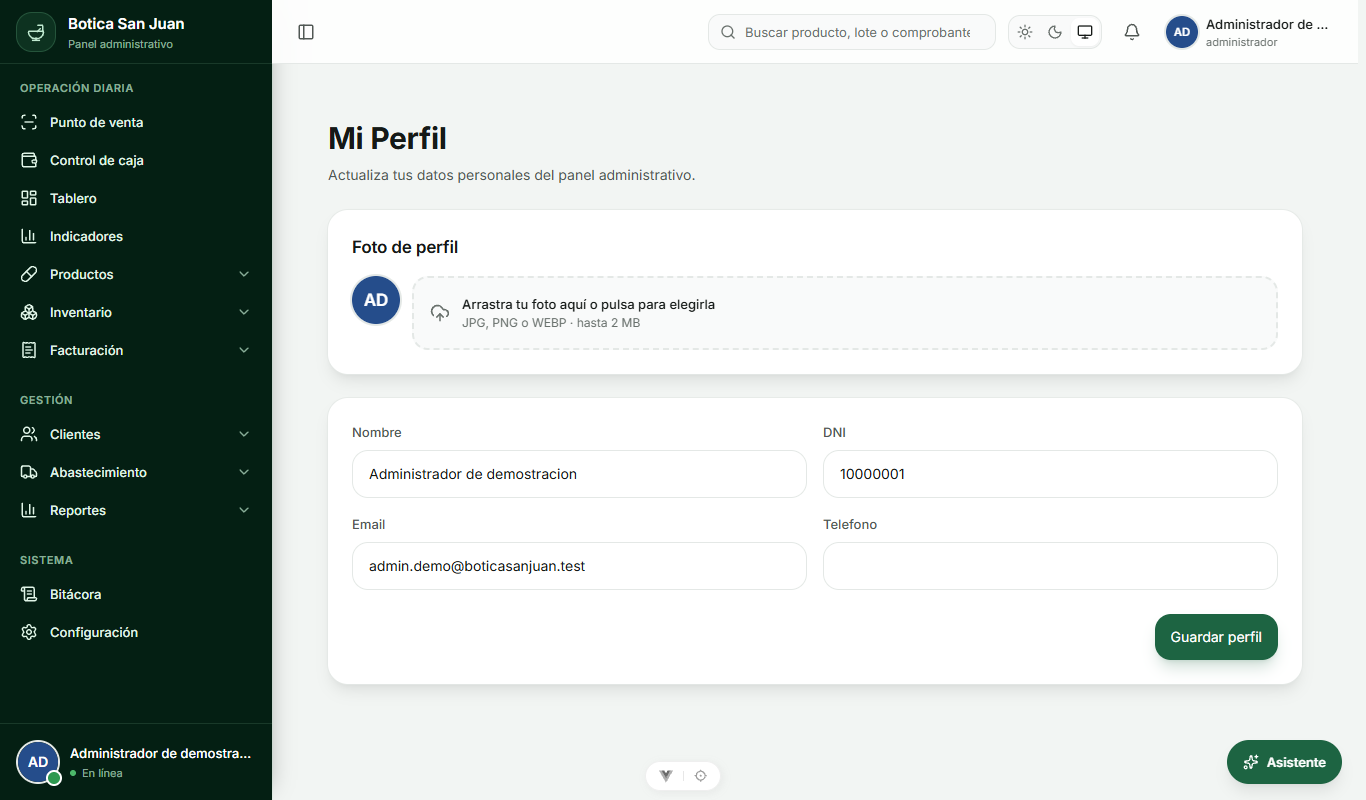 Botica San Juan
Panel administrativo
OPERACIÓN DIARIA
Punto de venta
Control de caja
Tablero
Indicadores
Productos
Inventario
Facturación
GESTIÓN
Clientes
Abastecimiento
Reportes
SISTEMA
Bitácora
Configuración
AD
Administrador de demostra...
En línea
Buscar producto, lote o comprobante
AD
Administrador de ...
administrador
Mi Perfil
Actualiza tus datos personales del panel administrativo.
Foto de perfil
AD
Arrastra tu foto aquí o pulsa para elegirla
JPG, PNG o WEBP · hasta 2 MB
Nombre
Administrador de demostracion
DNI
10000001
Email
admin.demo@boticasanjuan.test
Telefono
Guardar perfil
Asistente